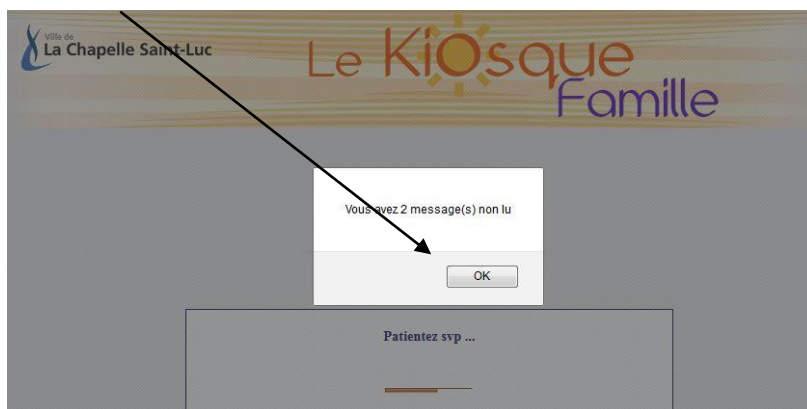 Ville de
La Chapelle Saint-Luc
Le Kiosque
Famille
Vous avez 2 message(s) non lu
OK
Patientez svp ...